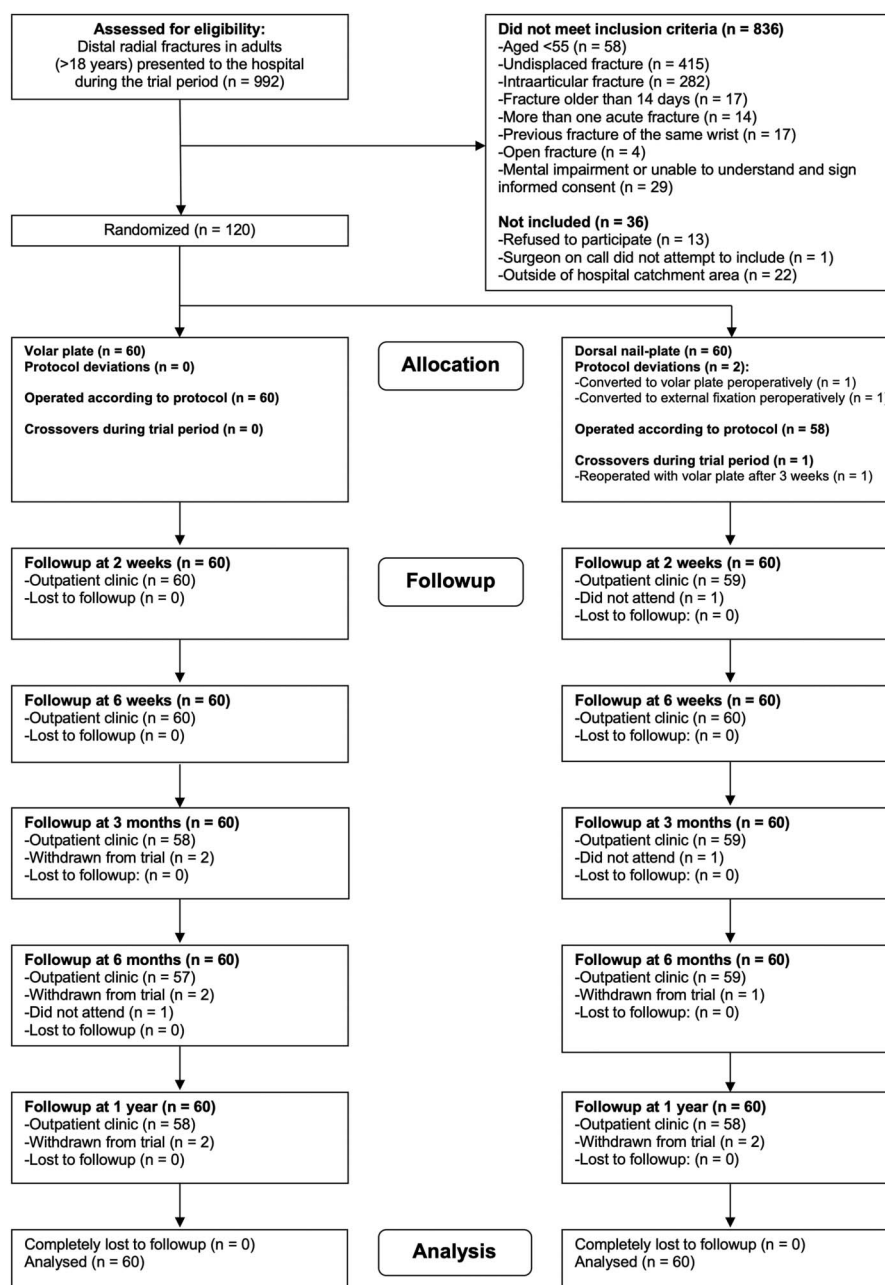 Assessed for eligibility:
Distal radial fractures in adults
(>18 years) presented to the hospital
during the trial period (n = 992)
Did not meet inclusion criteria (n = 836)
-Aged <55 (n = 58)
-Undisplaced fracture (n = 415)
-Intraarticular fracture (n = 282)
-Fracture older than 14 days (n = 17)
-More than one acute fracture (n = 14)
-Previous fracture of the same wrist (n = 17)
-Open fracture (n = 4)
-Mental impairment or unable to understand and sign
informed consent (n = 29)
Not included (n = 36)
-Refused to participate (n = 13)
-Surgeon on call did not attempt to include (n = 1)
-Outside of hospital catchment area (n = 22)
Randomized (n = 120)
Allocation
Volar plate (n = 60)
Protocol deviations (n = 0)
Operated according to protocol (n = 60)
Crossovers during trial period (n = 0)
Dorsal nail-plate (n = 60)
Protocol deviations (n = 2):
-Converted to volar plate peroperatively (n = 1)
-Converted to external fixation peroperatively (n = 1)
Operated according to protocol (n = 58)
Crossovers during trial period (n = 1)
-Reoperated with volar plate after 3 weeks (n = 1)
Followup
Followup at 2 weeks (n = 60)
-Outpatient clinic (n = 60)
-Lost to followup (n = 0)
Followup at 2 weeks (n = 60)
-Outpatient clinic (n = 59)
-Did not attend (n = 1)
-Lost to followup: (n = 0)
Followup at 6 weeks (n = 60)
-Outpatient clinic (n = 60)
-Lost to followup (n = 0)
Followup at 6 weeks (n = 60)
-Outpatient clinic (n = 60)
-Lost to followup: (n = 0)
Followup at 3 months (n = 60)
-Outpatient clinic (n = 58)
-Withdrawn from trial (n = 2)
-Lost to followup: (n = 0)
Followup at 3 months (n = 60)
-Outpatient clinic (n = 59)
-Did not attend (n = 1)
-Lost to followup: (n = 0)
Followup at 6 months (n = 60)
-Outpatient clinic (n = 57)
-Withdrawn from trial (n = 2)
-Did not attend (n = 1)
-Lost to followup (n = 0)
Followup at 6 months (n = 60)
-Outpatient clinic (n = 59)
-Withdrawn from trial (n = 1)
-Lost to followup: (n = 0)
Followup at 1 year (n = 60)
-Outpatient clinic (n = 58)
-Withdrawn from trial (n = 2)
-Lost to followup (n = 0)
Followup at 1 year (n = 60)
-Outpatient clinic (n = 58)
-Withdrawn from trial (n = 2)
-Lost to followup: (n = 0)
Analysis
Completely lost to followup (n = 0)
Analysed (n = 60)
Completely lost to followup (n = 0)
Analysed (n = 60)